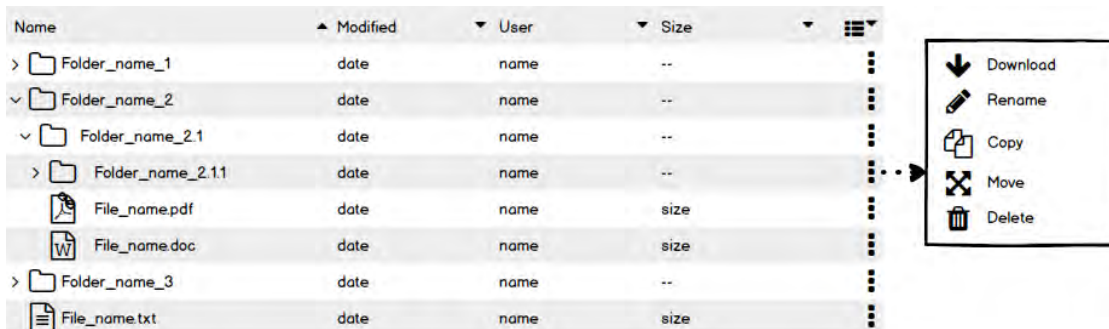 Name Modified User Size
Folder_name_1 date name --
Folder_name_2 date name --
Folder_name_2.1 date name --
Folder_name_2.1.1 date name --
File_name.pdf date name size
W File_name.doc date name size
Folder_name_3 date name --
File_name.txt date name size
Download
Rename
Copy
Move
Delete